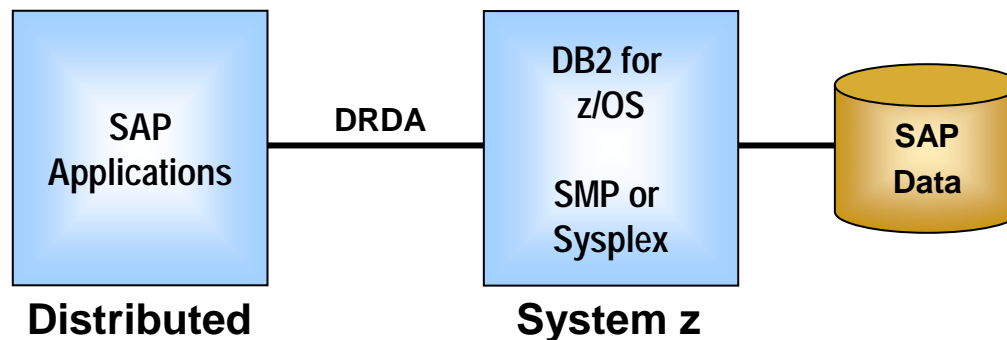 SAP
Applications
DRDA
DB2 for
z/OS
SMP or
Sysplex
SAP
Data
Distributed
System z